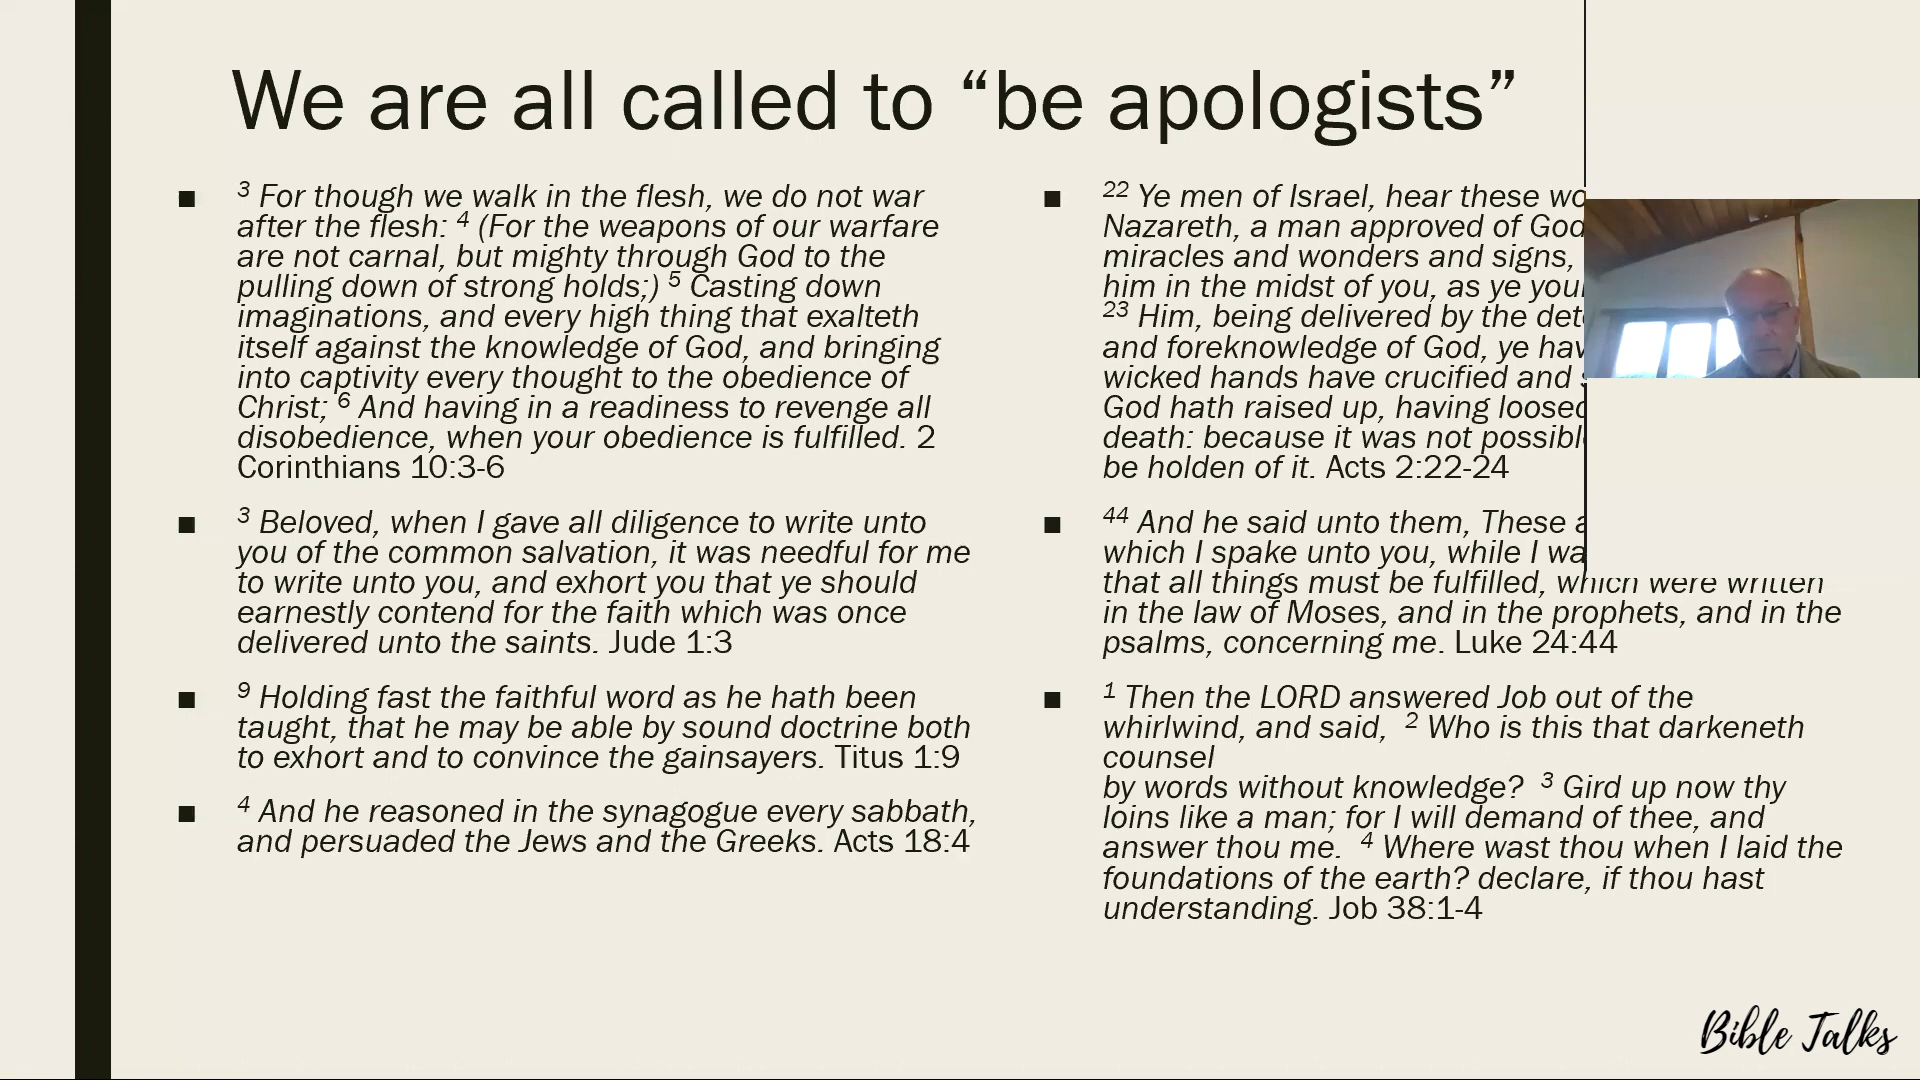 We are all called to “be apologists”
■ 3 For though we walk in the flesh, we do not war
after the flesh: 4 (For the weapons of our warfare
are not carnal, but mighty through God to the
pulling down of strong holds;) 5 Casting down
imaginations, and every high thing that exalteth
itself against the knowledge of God, and bringing
into captivity every thought to the obedience of
Christ; 6 And having in a readiness to revenge all
disobedience, when your obedience is fulfilled. 2
Corinthians 10:3-6
■ 3 Beloved, when I gave all diligence to write unto
you of the common salvation, it was needful for me
to write unto you, and exhort you that ye should
earnestly contend for the faith which was once
delivered unto the saints. Jude 1:3
■ 9 Holding fast the faithful word as he hath been
taught, that he may be able by sound doctrine both
to exhort and to convince the gainsayers. Titus 1:9
■ 4 And he reasoned in the synagogue every sabbath,
and persuaded the Jews and the Greeks. Acts 18:4
■ 22 Ye men of Israel, hear these
Nazareth, a man approved of God
miracles and wonders and signs,
him in the midst of you, as ye
23 Him, being delivered by the
and foreknowledge of God, ye
wicked hands have crucified and
God hath raised up, having loosed
death: because it was not
be holden of it. Acts 2:22-24
■ 44 And he said unto them, These
which I spake unto you, while I
that all things must be fulfilled, which were written
in the law of Moses, and in the prophets, and in the
psalms, concerning me. Luke 24:44
■ 1 Then the LORD answered Job out of the
whirlwind, and said, 2 Who is this that darkeneth
counsel
by words without knowledge? 3 Gird up now thy
loins like a man; for I will demand of thee, and
answer thou me. 4 Where wast thou when I laid the
foundations of the earth? declare, if thou hast
understanding. Job 38:1-4
Bible Talks